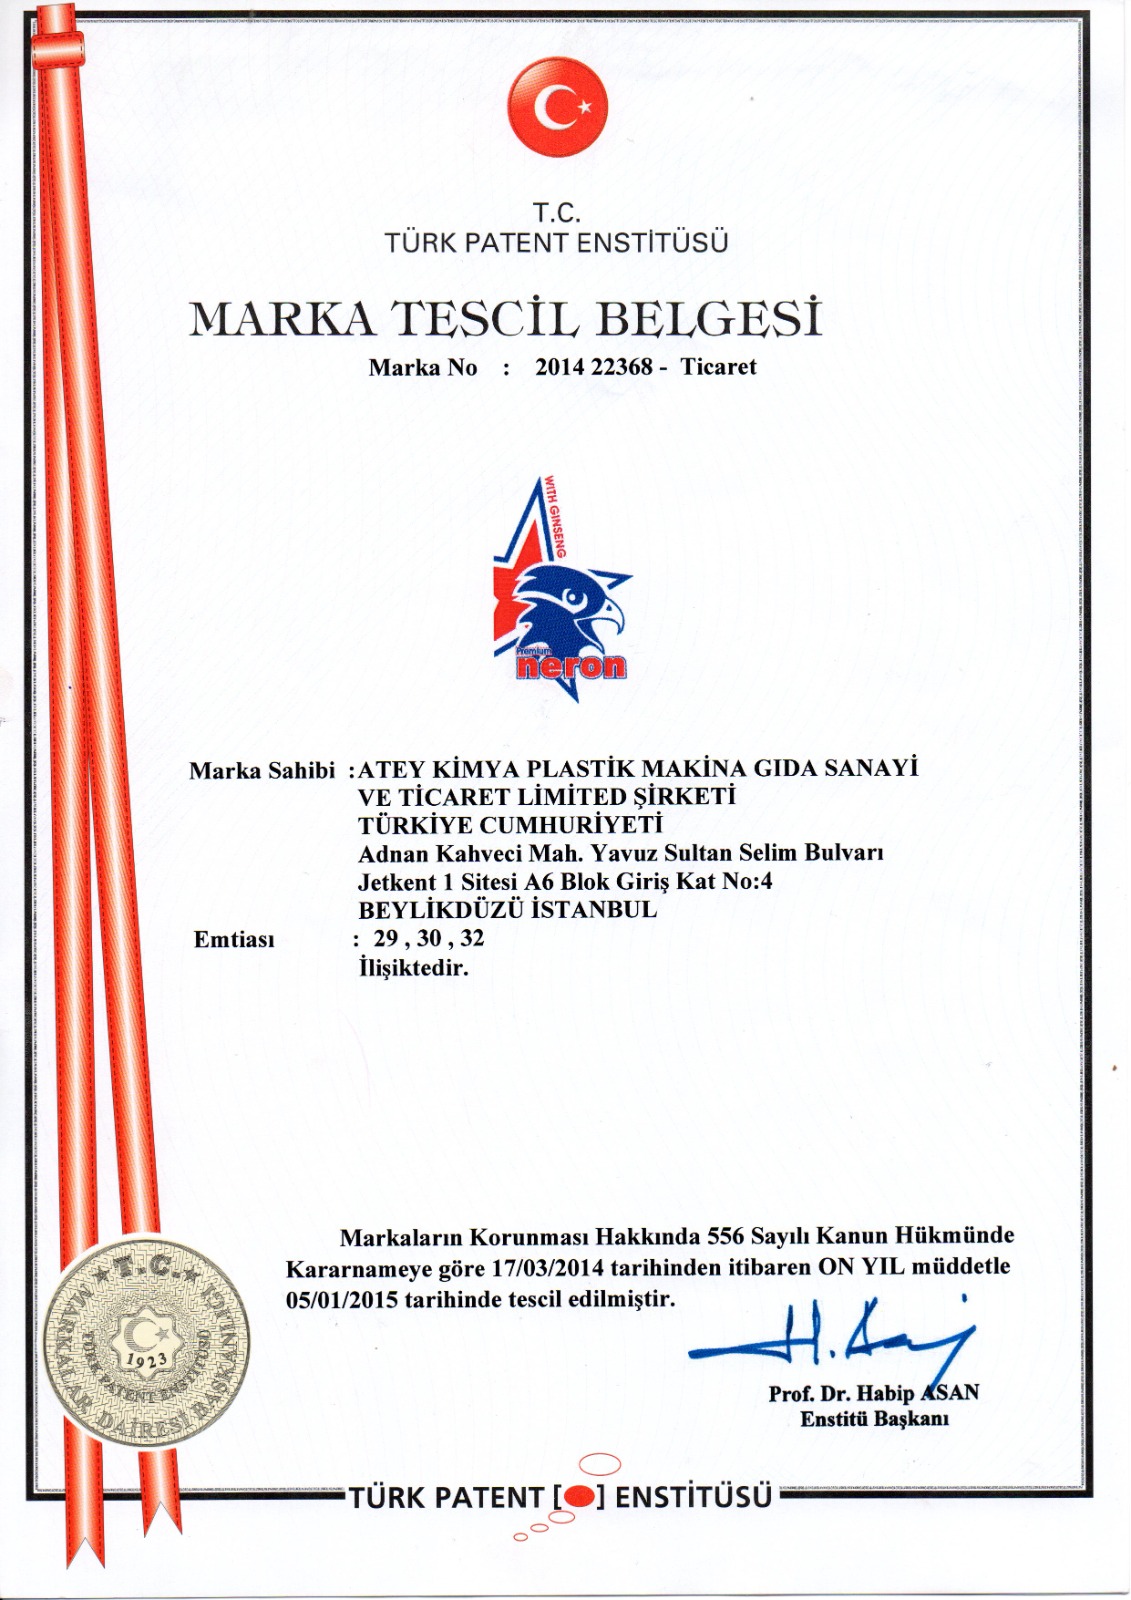 T.C.
TÜRK PATENT ENSTİTÜSÜ
MARKA TESCİL BELGESİ
Marka No : 2014 22368 - Ticaret
WITH GINSENG
Premium
neron
Marka Sahibi : ATEY KİMYA PLASTİK MAKİNA GIDA SANAYİ
VE TİCARET LİMİTED ŞİRKETİ
TÜRKİYE CUMHURİYETİ
Adnan Kahveci Mah. Yavuz Sultan Selim Bulvarı
Jetkent 1 Sitesi A6 Blok Giriş Kat No:4
BEYLİKDÜZÜ İSTANBUL
Emtiası : 29 , 30 , 32
İlişiktedir.
Markaların Korunması Hakkında 556 Sayılı Kanun Hükmünde
Kararnameye göre 17/03/2014 tarihinden itibaren ON YIL müddetle
05/01/2015 tarihinde tescil edilmiştir.
Prof. Dr. Habip ASAN
Enstitü Başkanı
T.C.
MARKALAR DAİRESİ BAŞKANLIĞI
TÜRK PATENT ENSTİTÜSÜ
1923
TÜRK PATENT [ ] ENSTİTÜSÜ